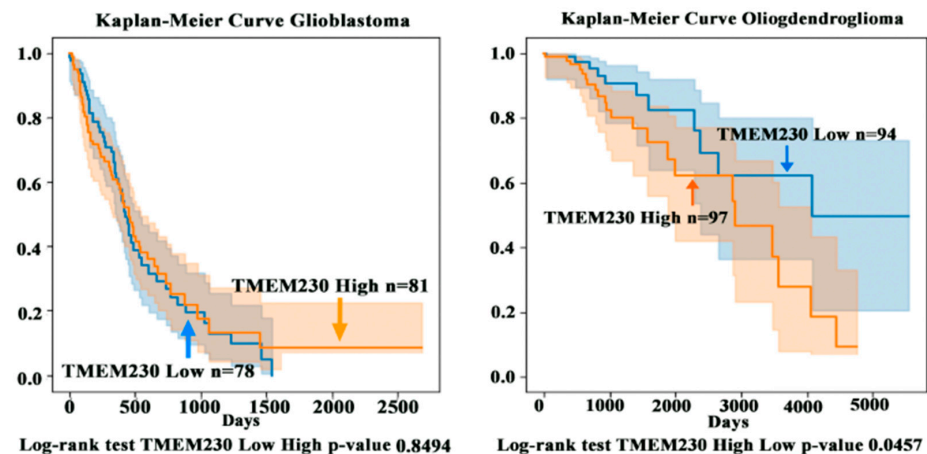 Kaplan-Meier Curve Glioblastoma
1.0
0.8
0.6
0.4
0.2
0.0
TMEM230 High n=81
TMEM230 Low n=78
0 500 1000 1500 2000 2500
Days
Log-rank test TMEM230 Low High p-value 0.8494
Kaplan-Meier Curve Oliogdendroglioma
1.0
0.8
0.6
0.4
0.2
0.0
TMEM230 Low n=94
TMEM230 High n=97
0 1000 2000 3000 4000 5000
Days
Log-rank test TMEM230 High Low p-value 0.0457